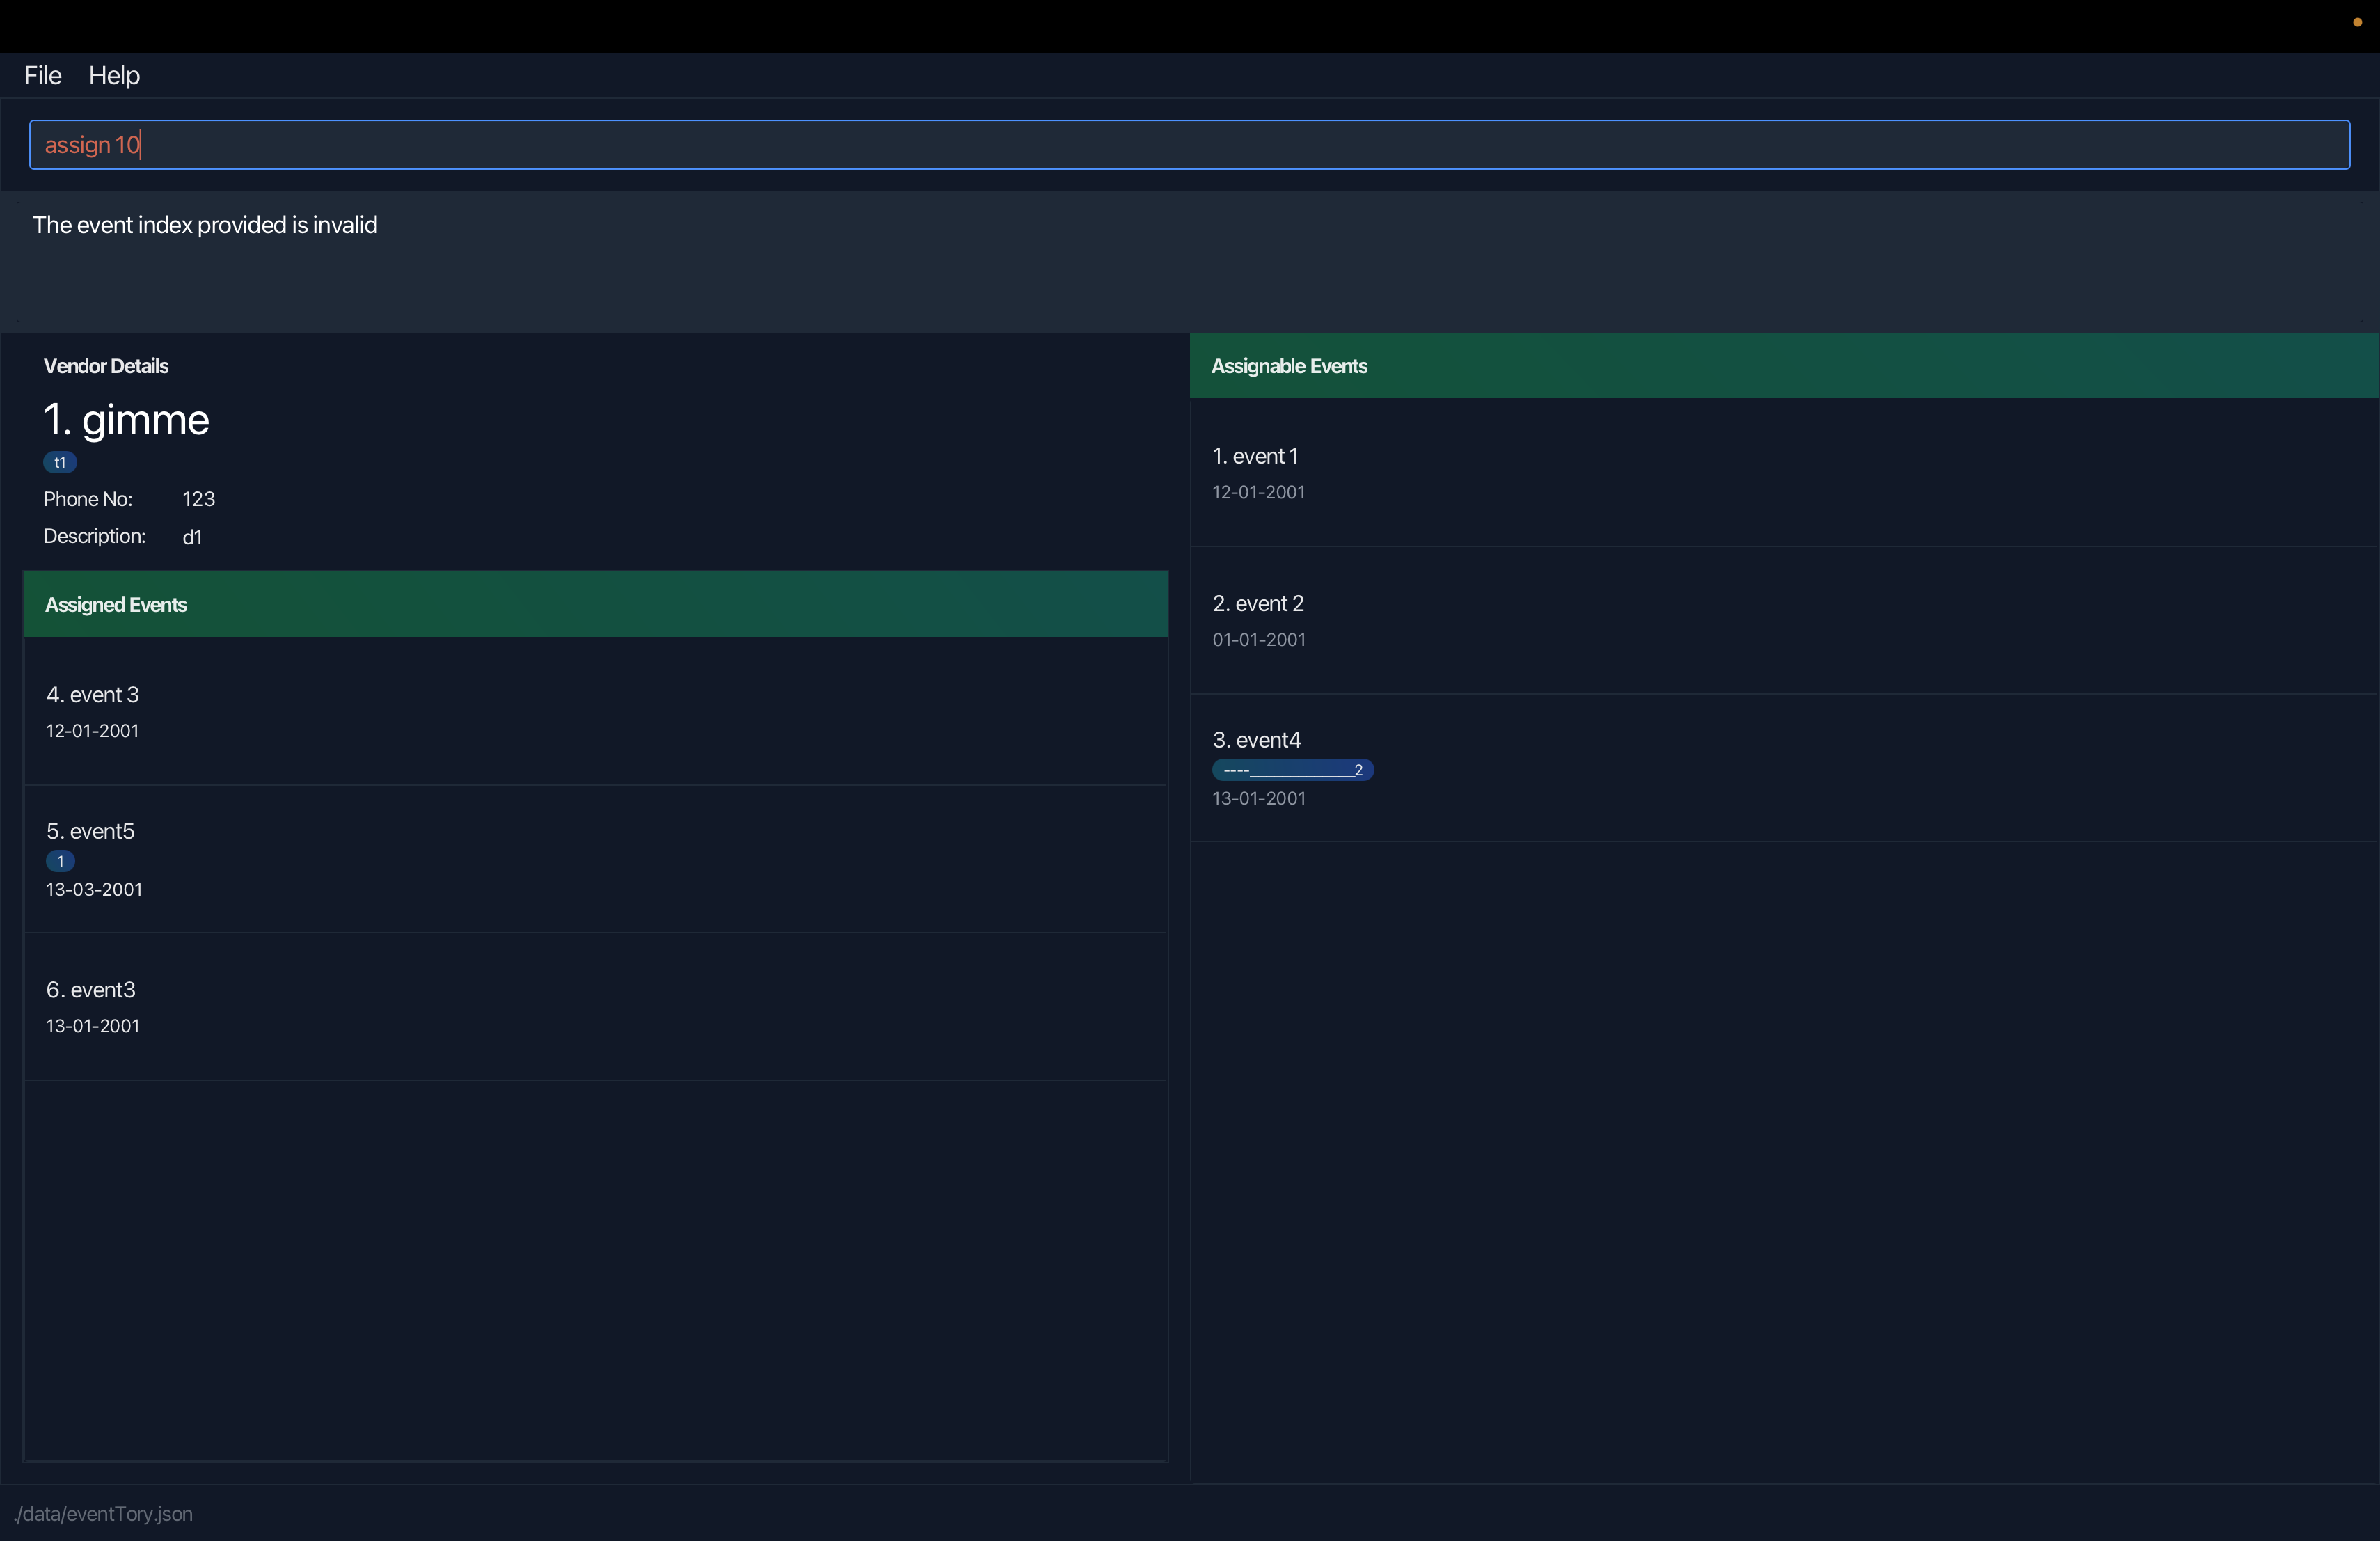 File Help
assign 10
The event index provided is invalid
Vendor Details
1. gimme
t1
Phone No: 123
Description: d1
Assigned Events
4. event 3
12-01-2001
5. event5
1
13-03-2001
6. event3
13-01-2001
Assignable Events
1. event 1
12-01-2001
2. event 2
01-01-2001
3. event4
----_______________2
13-01-2001
./data/eventTory.json